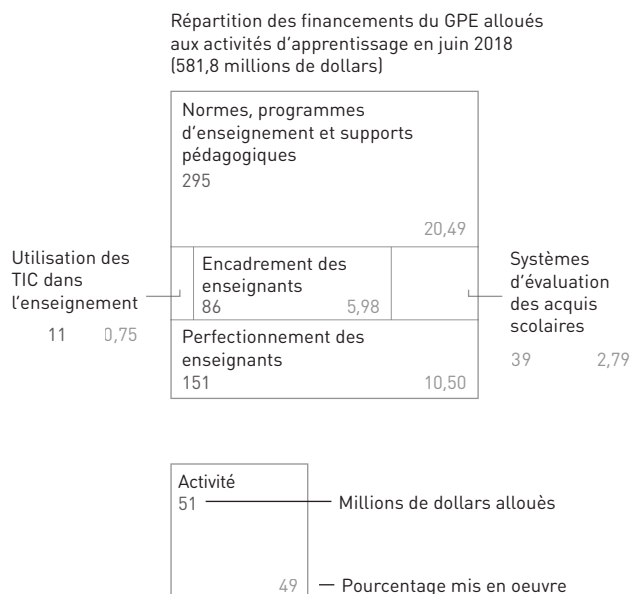 Répartition des financements du GPE alloués
aux activités d'apprentissage en juin 2018
(581,8 millions de dollars)
Normes, programmes
d'enseignement et supports
pédagogiques
295
20,49
Utilisation des
TIC dans
l'enseignement
11 0,75
Encadrement des
enseignants
86 5,98
Systèmes
d'évaluation
des acquis
scolaires
39 2,79
Perfectionnement des
enseignants
151 10,50
Activité
51 Millions de dollars allouès
49 Pourcentage mis en oeuvre